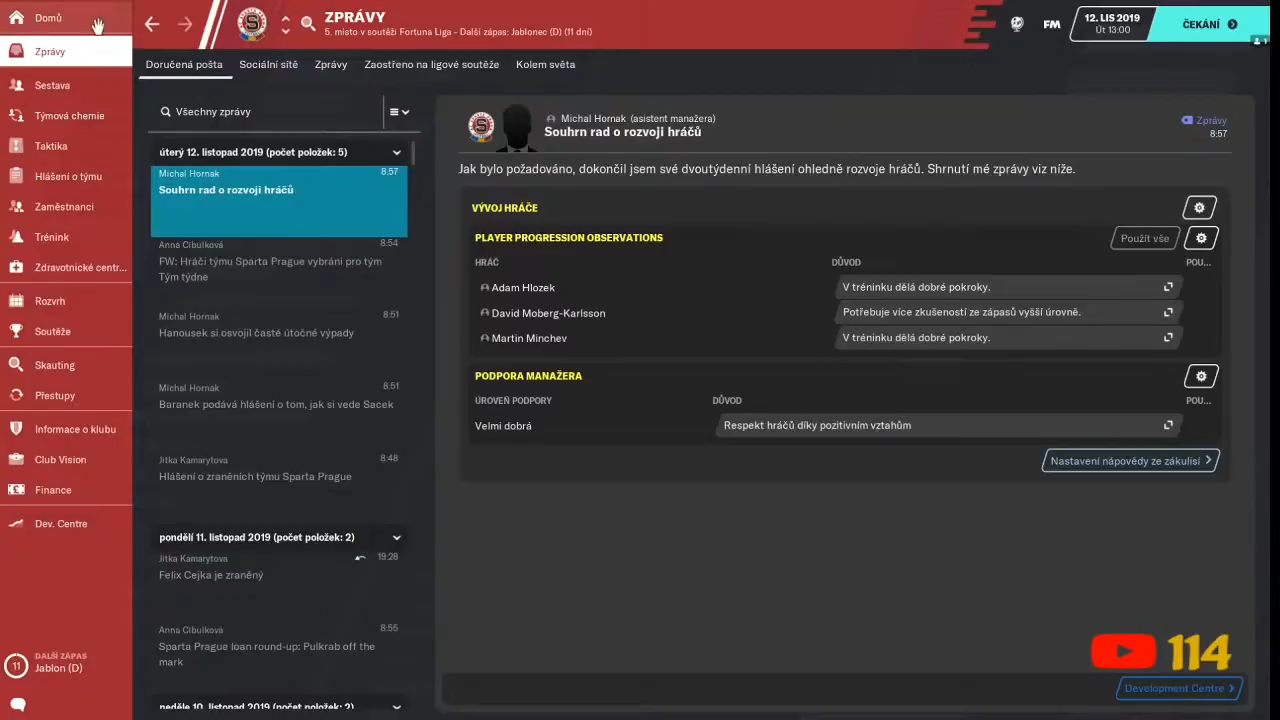 Domů
Zprávy
Sestava
Týmová chemie
Taktika
Hlášení o týmu
Zaměstnanci
Trénink
Zdravotnické centr...
Rozvrh
Soutěže
Skauting
Přestupy
Informace o klubu
Club Vision
Finance
Dev. Centre
11
DALŠÍ ZÁPAS
Jablon (D)
ZPRÁVY
5. místo v soutěži Fortuna Liga - Další zápas: Jablonec (D) (11 dní)
FM
12. LIS 2019
Út 13:00
ČEKÁNÍ
1
Doručená pošta
Sociální sítě
Zprávy
Zaostřeno na ligové soutěže
Kolem světa
Všechny zprávy
úterý 12. listopad 2019 (počet položek: 5)
Michal Hornak 8:57
Souhrn rad o rozvoji hráčů
Anna Cibulková 8:54
FW: Hráči týmu Sparta Prague vybráni pro tým
Tým týdne
Michal Hornak 8:51
Hanousek si osvojil časté útočné výpady
Michal Hornak 8:51
Baranek podává hlášení o tom, jak si vede Sacek
Jitka Kamarytova 8:48
Hlášení o zraněních týmu Sparta Prague
pondělí 11. listopad 2019 (počet položek: 2)
Jitka Kamarytova 19:28
Felix Cejka je zraněný
Anna Cibulková 8:55
Sparta Prague loan round-up: Pulkrab off the
mark
neděle 10. listopad 2019 (počet položek: 2)
Michal Hornak (asistent manažera)
Souhrn rad o rozvoji hráčů
Zprávy
8:57
Jak bylo požadováno, dokončil jsem své dvoutýdenní hlášení ohledně rozvoje hráčů. Shrnutí mé zprávy viz níže.
VÝVOJ HRÁČE
PLAYER PROGRESSION OBSERVATIONS
Použít vše
HRÁČ DŮVOD POU...
Adam Hlozek V tréninku dělá dobré pokroky.
David Moberg-Karlsson Potřebuje více zkušeností ze zápasů vyšší úrovně.
Martin Minchev V tréninku dělá dobré pokroky.
PODPORA MANAŽERA
ÚROVEŇ PODPORY DŮVOD POU...
Velmi dobrá Respekt hráčů díky pozitivním vztahům
Nastavení nápovědy ze zákulisí
114
Development Centre